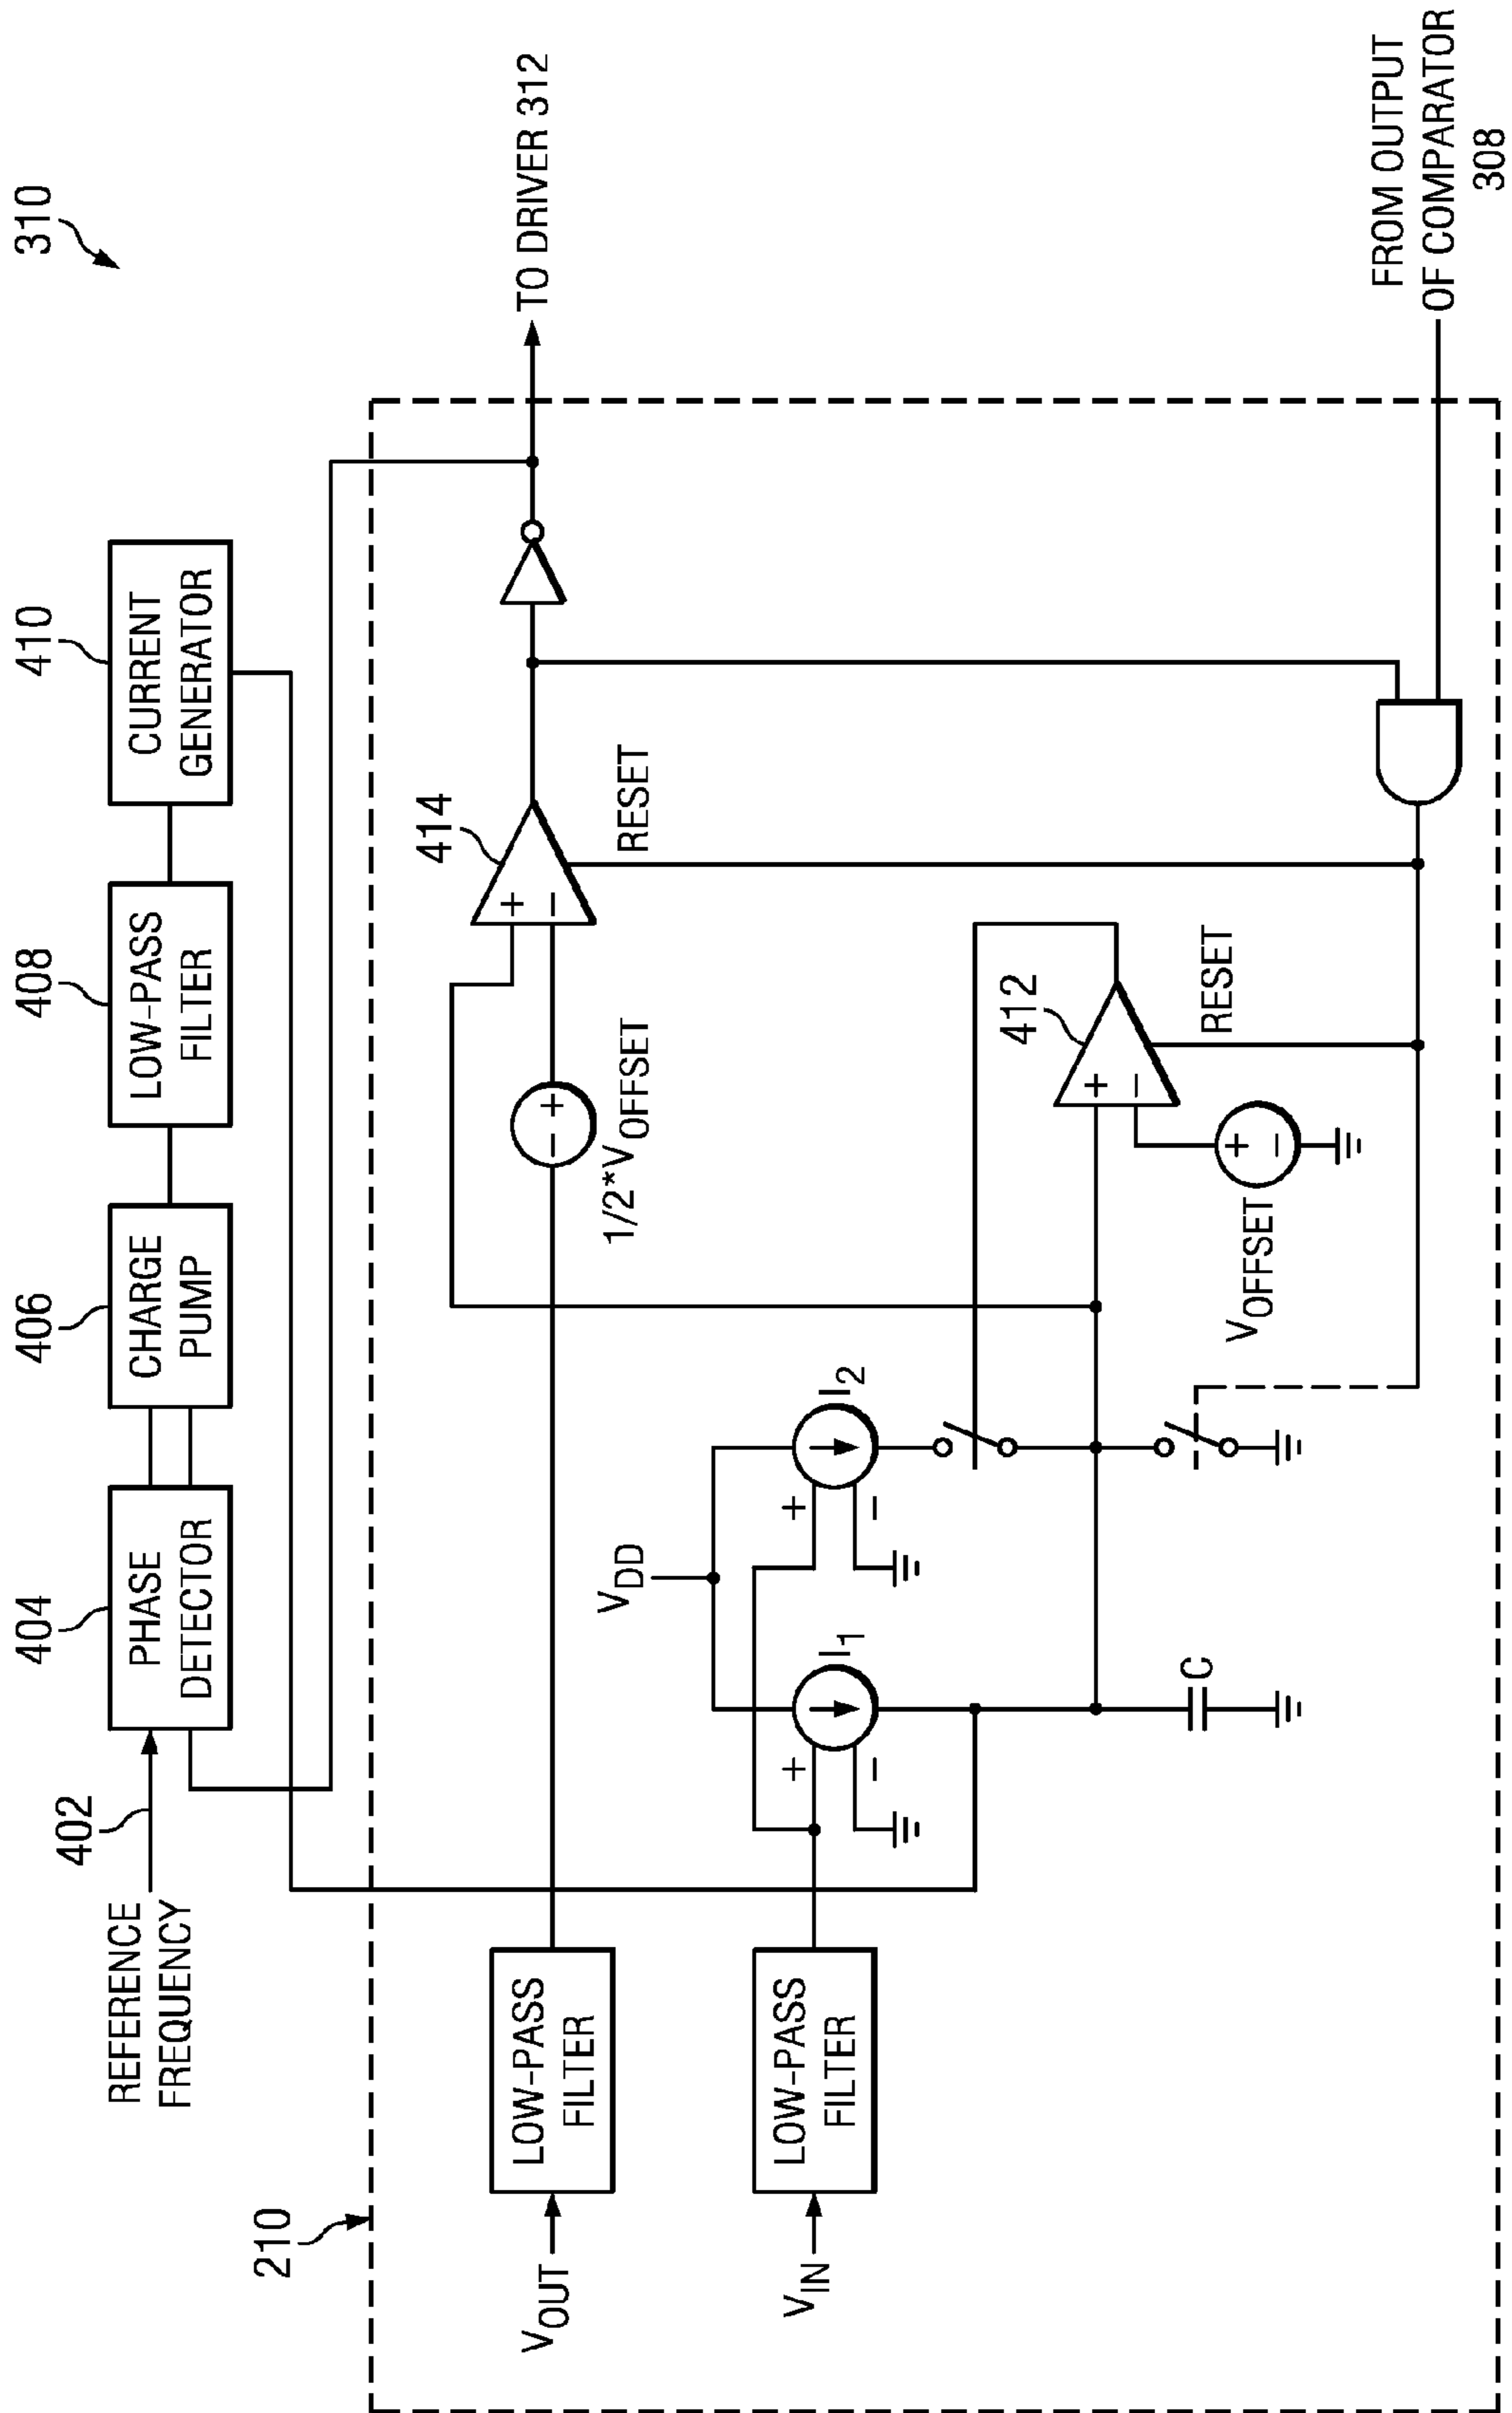 310
402
REFERENCE
FREQUENCY
404
PHASE
DETECTOR
406
CHARGE
PUMP
408
LOW-PASS
FILTER
410
CURRENT
GENERATOR
210
VOUT
LOW-PASS
FILTER
1/2*VOFFSET
- +
414
+
-
RESET
TO DRIVER 312
VIN
LOW-PASS
FILTER
VDD
+
-
I1
+
-
I2
C
412
+
-
RESET
VOFFSET
+
-
FROM OUTPUT
OF COMPARATOR
308